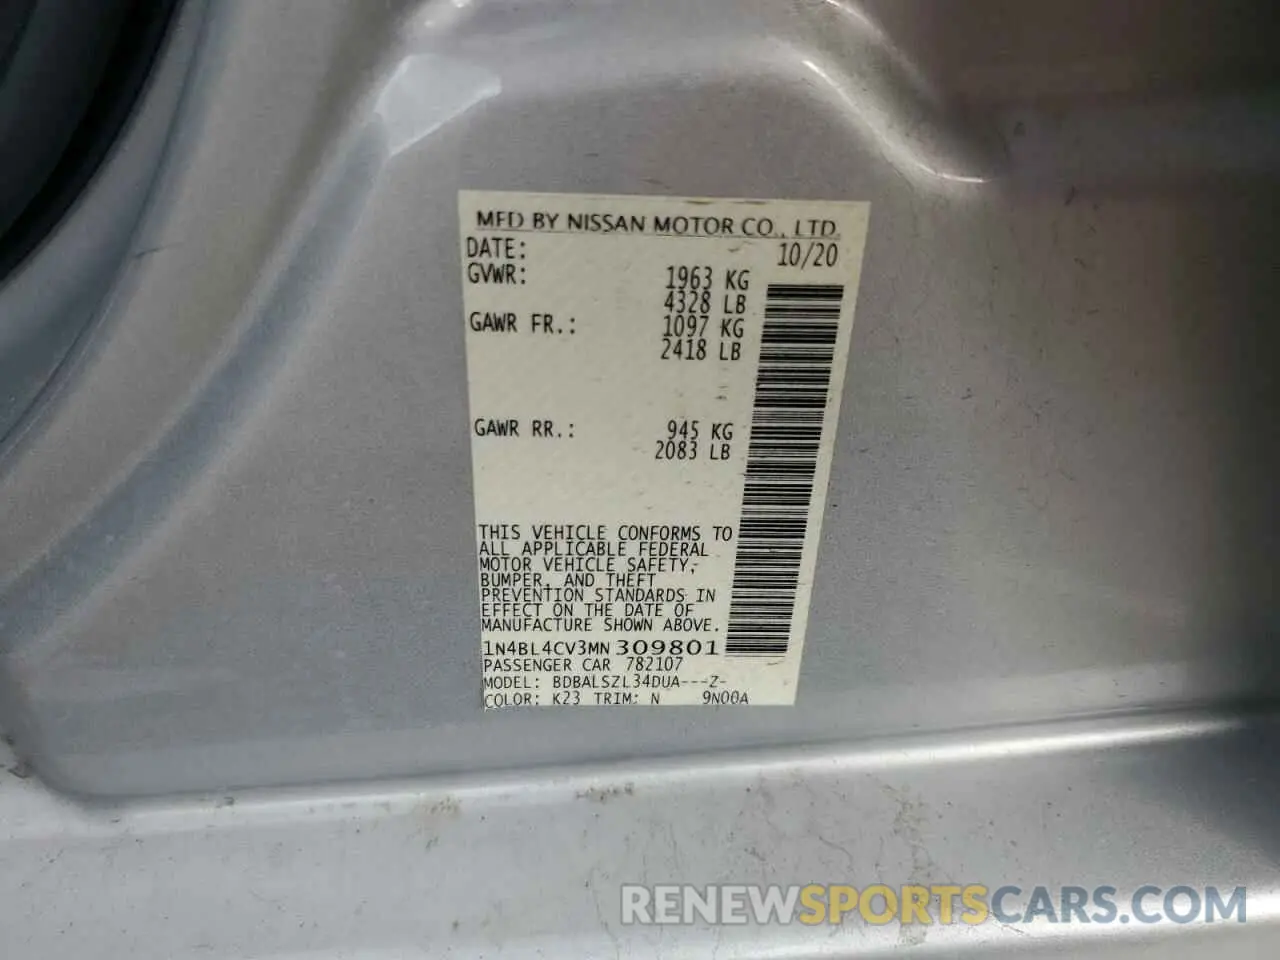 MFD BY NISSAN MOTOR CO., LTD.
DATE: 10/20
GVWR: 1963 KG
4328 LB
GAWR FR.: 1097 KG
2418 LB
GAWR RR.: 945 KG
2083 LB
THIS VEHICLE CONFORMS TO
ALL APPLICABLE FEDERAL
MOTOR VEHICLE SAFETY,
BUMPER, AND THEFT
PREVENTION STANDARDS IN
EFFECT ON THE DATE OF
MANUFACTURE SHOWN ABOVE.
1N4BL4CV3MN309801
PASSENGER CAR 782107
MODEL: BDBALSZL34DUA---Z-
COLOR: K23 TRIM: N 9N00A
RENEWSPORTSCARS.COM